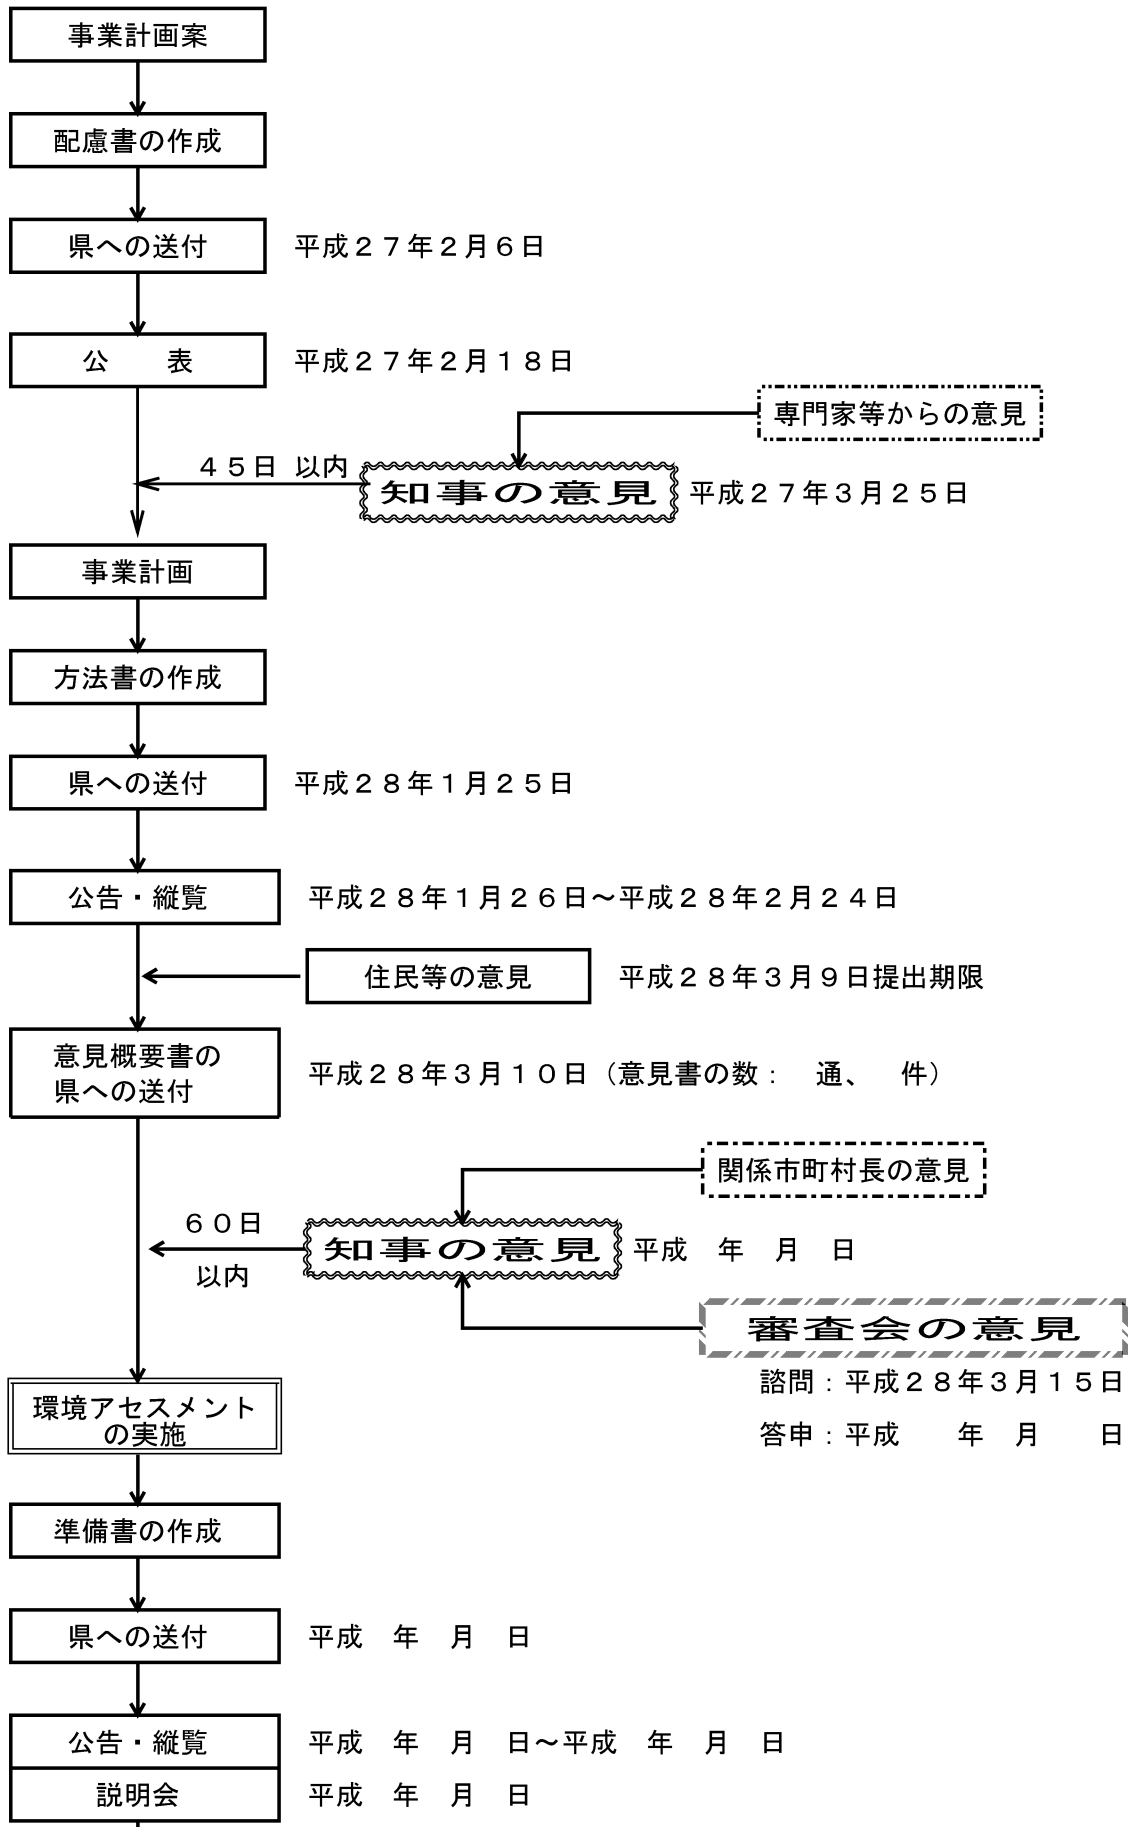 事業計画案
配慮書の作成
県への送付　平成２７年２月６日
公　　表　平成２７年２月１８日
専門家等からの意見
４５日 以内
知事の意見　平成２７年３月２５日
事業計画
方法書の作成
県への送付　平成２８年１月２５日
公告・縦覧　平成２８年１月２６日～平成２８年２月２４日
住民等の意見　平成２８年３月９日提出期限
意見概要書の
県への送付
平成２８年３月１０日（意見書の数：　通、　件）
関係市町村長の意見
６０日
以内
知事の意見　平成　年　月　日
審査会の意見
諮問：平成２８年３月１５日
答申：平成　　年　月　　日
環境アセスメント
の実施
準備書の作成
県への送付　平成　年　月　日
公告・縦覧　平成　年　月　日～平成　年　月　日
説明会　平成　年　月　日